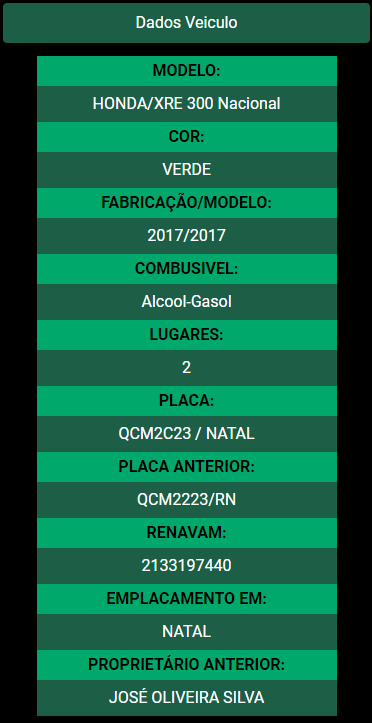 Dados Veiculo
MODELO:
HONDA/XRE 300 Nacional
COR:
VERDE
FABRICAÇÃO/MODELO:
2017/2017
COMBUSIVEL:
Alcool-Gasol
LUGARES:
2
PLACA:
QCM2C23 / NATAL
PLACA ANTERIOR:
QCM2223/RN
RENAVAM:
2133197440
EMPLACAMENTO EM:
NATAL
PROPRIETÁRIO ANTERIOR:
JOSÉ OLIVEIRA SILVA